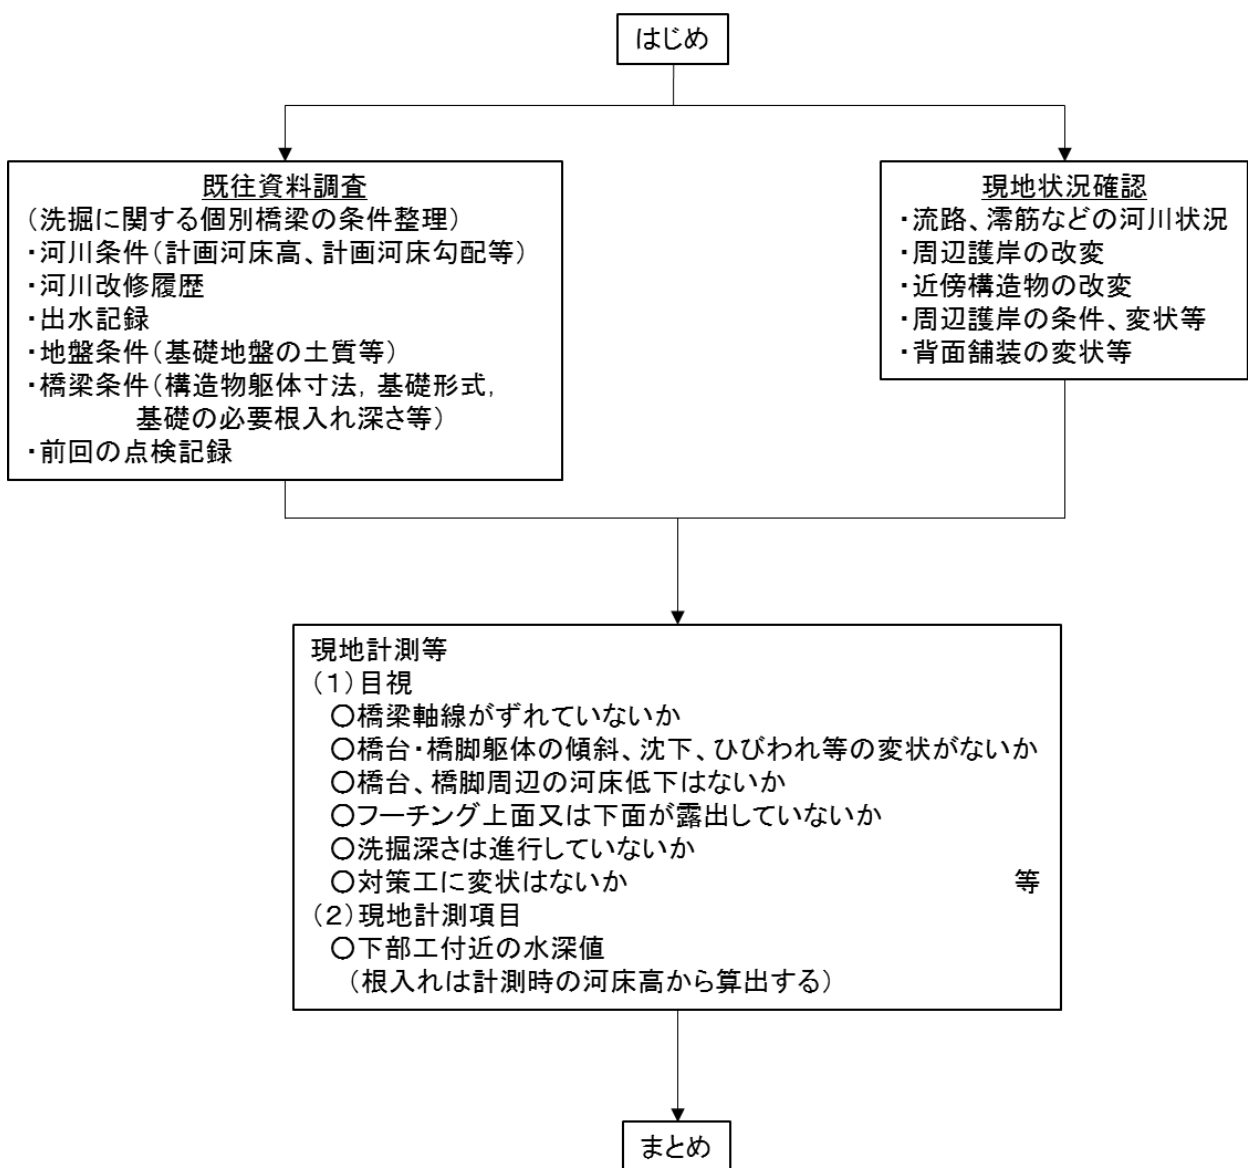 はじめ
既往資料調査
（洗掘に関する個別橋梁の条件整理）
・河川条件（計画河床高、計画河床勾配等）
・河川改修履歴
・出水記録
・地盤条件（基礎地盤の土質等）
・橋梁条件（構造物躯体寸法，基礎形式，
基礎の必要根入れ深さ等）
・前回の点検記録
現地状況確認
・流路、澪筋などの河川状況
・周辺護岸の改変
・近傍構造物の改変
・周辺護岸の条件、変状等
・背面舗装の変状等
現地計測等
（１）目視
〇橋梁軸線がずれていないか
〇橋台・橋脚躯体の傾斜、沈下、ひびわれ等の変状がないか
〇橋台、橋脚周辺の河床低下はないか
〇フーチング上面又は下面が露出していないか
〇洗掘深さは進行していないか
〇対策工に変状はないか　等
（２）現地計測項目
〇下部工付近の水深値
（根入れは計測時の河床高から算出する）
まとめ